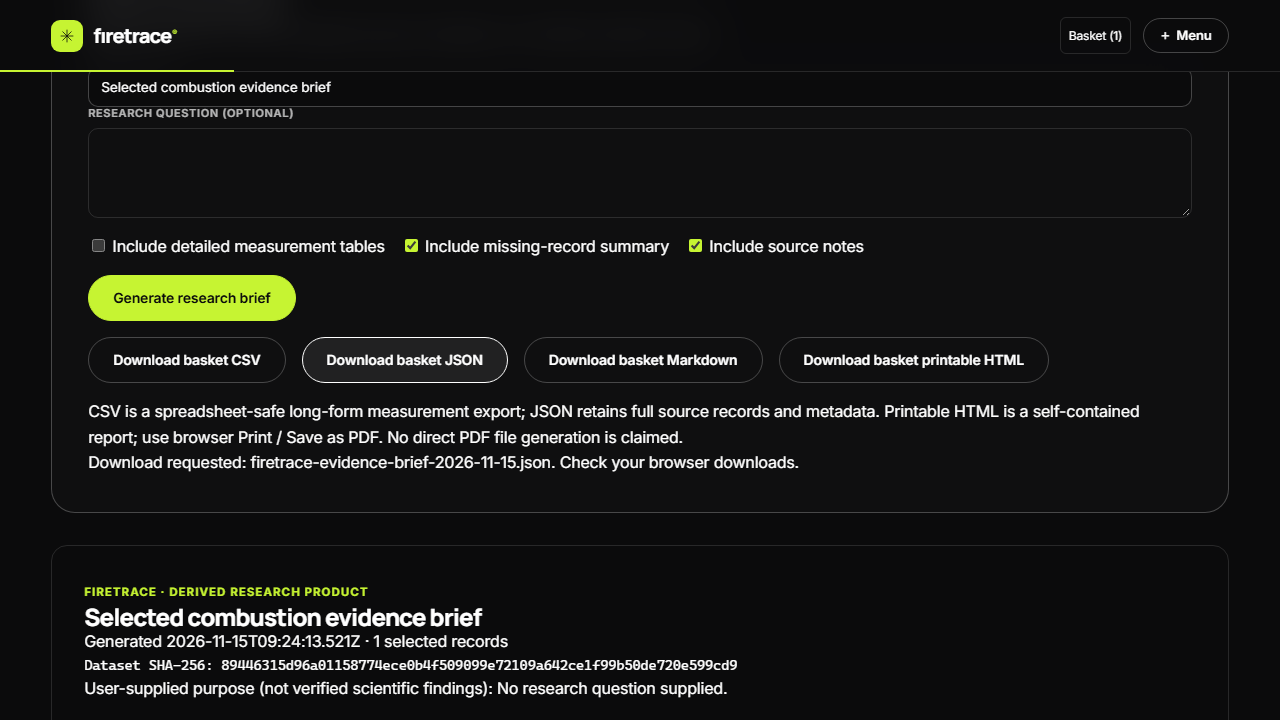 firetrace
Basket (1)
+ Menu
Selected combustion evidence brief
RESEARCH QUESTION (OPTIONAL)
Include detailed measurement tables
Include missing-record summary
Include source notes
Generate research brief
Download basket CSV
Download basket JSON
Download basket Markdown
Download basket printable HTML
CSV is a spreadsheet-safe long-form measurement export; JSON retains full source records and metadata. Printable HTML is a self-contained
report; use browser Print / Save as PDF. No direct PDF file generation is claimed.
Download requested: firetrace-evidence-brief-2026-11-15.json. Check your browser downloads.
FIRETRACE · DERIVED RESEARCH PRODUCT
Selected combustion evidence brief
Generated 2026-11-15T09:24:13.521Z · 1 selected records
Dataset SHA-256: 89446315d96a01158774ece0b4f509099e72109a642ce1f99b50de720e599cd9
User-supplied purpose (not verified scientific findings): No research question supplied.